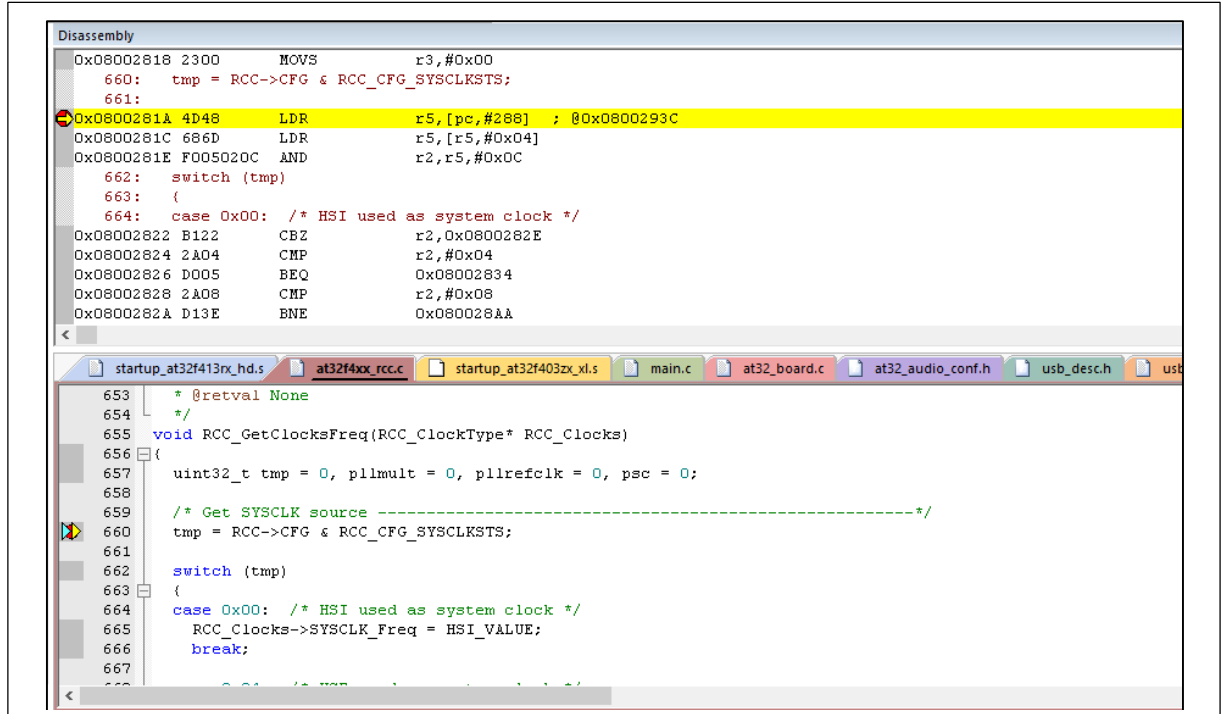 Disassembly
0x08002818 2300 MOVS r3,#0x00
660: tmp = RCC->CFG & RCC_CFG_SYSCLKSTS;
661:
0x0800281A 4D48 LDR r5,[pc,#288] ; @0x0800293C
0x0800281C 686D LDR r5,[r5,#0x04]
0x0800281E F005020C AND r2,r5,#0x0C
662: switch (tmp)
663: {
664: case 0x00: /* HSI used as system clock */
0x08002822 B122 CBZ r2,0x0800282E
0x08002824 2A04 CMP r2,#0x04
0x08002826 D005 BEQ 0x08002834
0x08002828 2A08 CMP r2,#0x08
0x0800282A D13E BNE 0x080028AA
startup_at32f413rx_hd.s at32f4xx_rcc.c startup_at32f403zx_xl.s main.c at32_board.c at32_audio_conf.h usb_desc.h
653 * @retval None
654 */
655 void RCC_GetClocksFreq(RCC_ClockType* RCC_Clocks)
656 {
657 uint32_t tmp = 0, pllmult = 0, pllrefclk = 0, psc = 0;
658
659 /* Get SYSCLK source -------------------------------------------------------*/
660 tmp = RCC->CFG & RCC_CFG_SYSCLKSTS;
661
662 switch (tmp)
663 {
664 case 0x00: /* HSI used as system clock */
665 RCC_Clocks->SYSCLK_Freq = HSI_VALUE;
666 break;
667